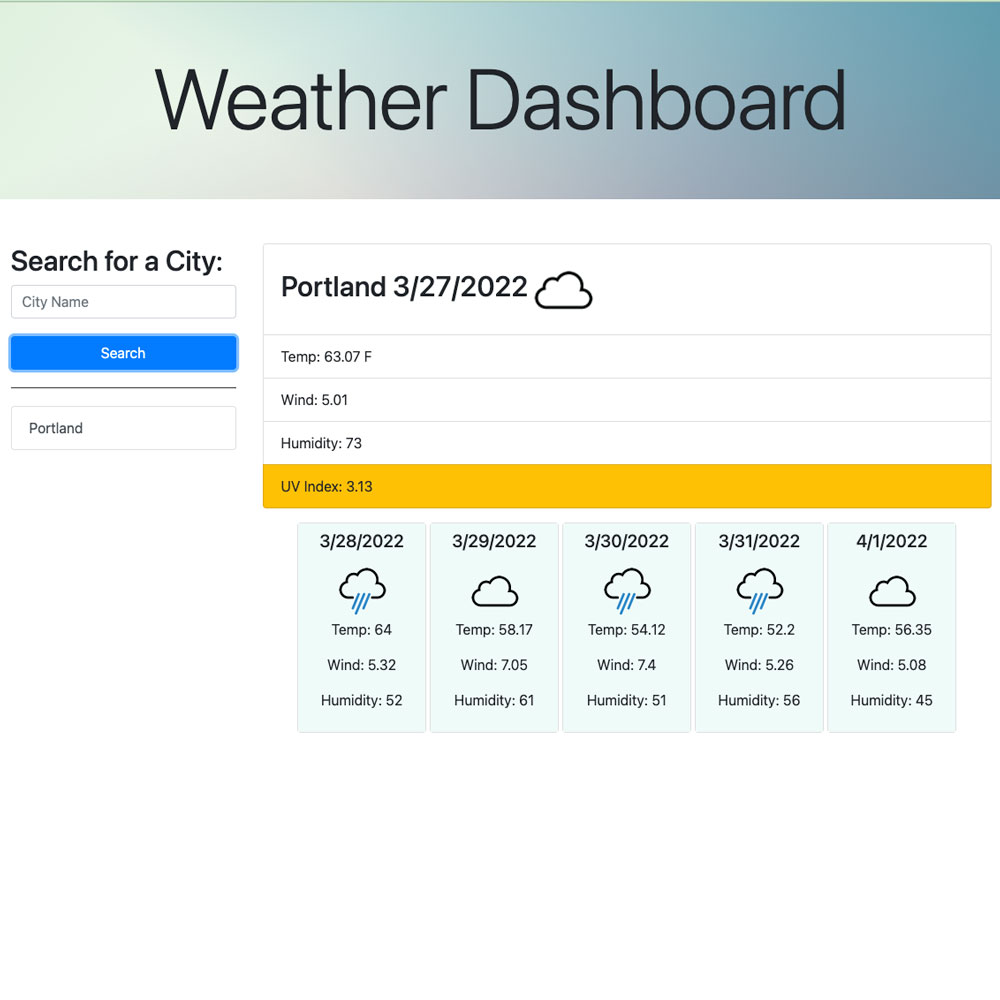 Weather Dashboard
Search for a City:
City Name
Search
Portland
Portland 3/27/2022
Temp: 63.07 F
Wind: 5.01
Humidity: 73
UV Index: 3.13
3/28/2022
Temp: 64
Wind: 5.32
Humidity: 52
3/29/2022
Temp: 58.17
Wind: 7.05
Humidity: 61
3/30/2022
Temp: 54.12
Wind: 7.4
Humidity: 51
3/31/2022
Temp: 52.2
Wind: 5.26
Humidity: 56
4/1/2022
Temp: 56.35
Wind: 5.08
Humidity: 45